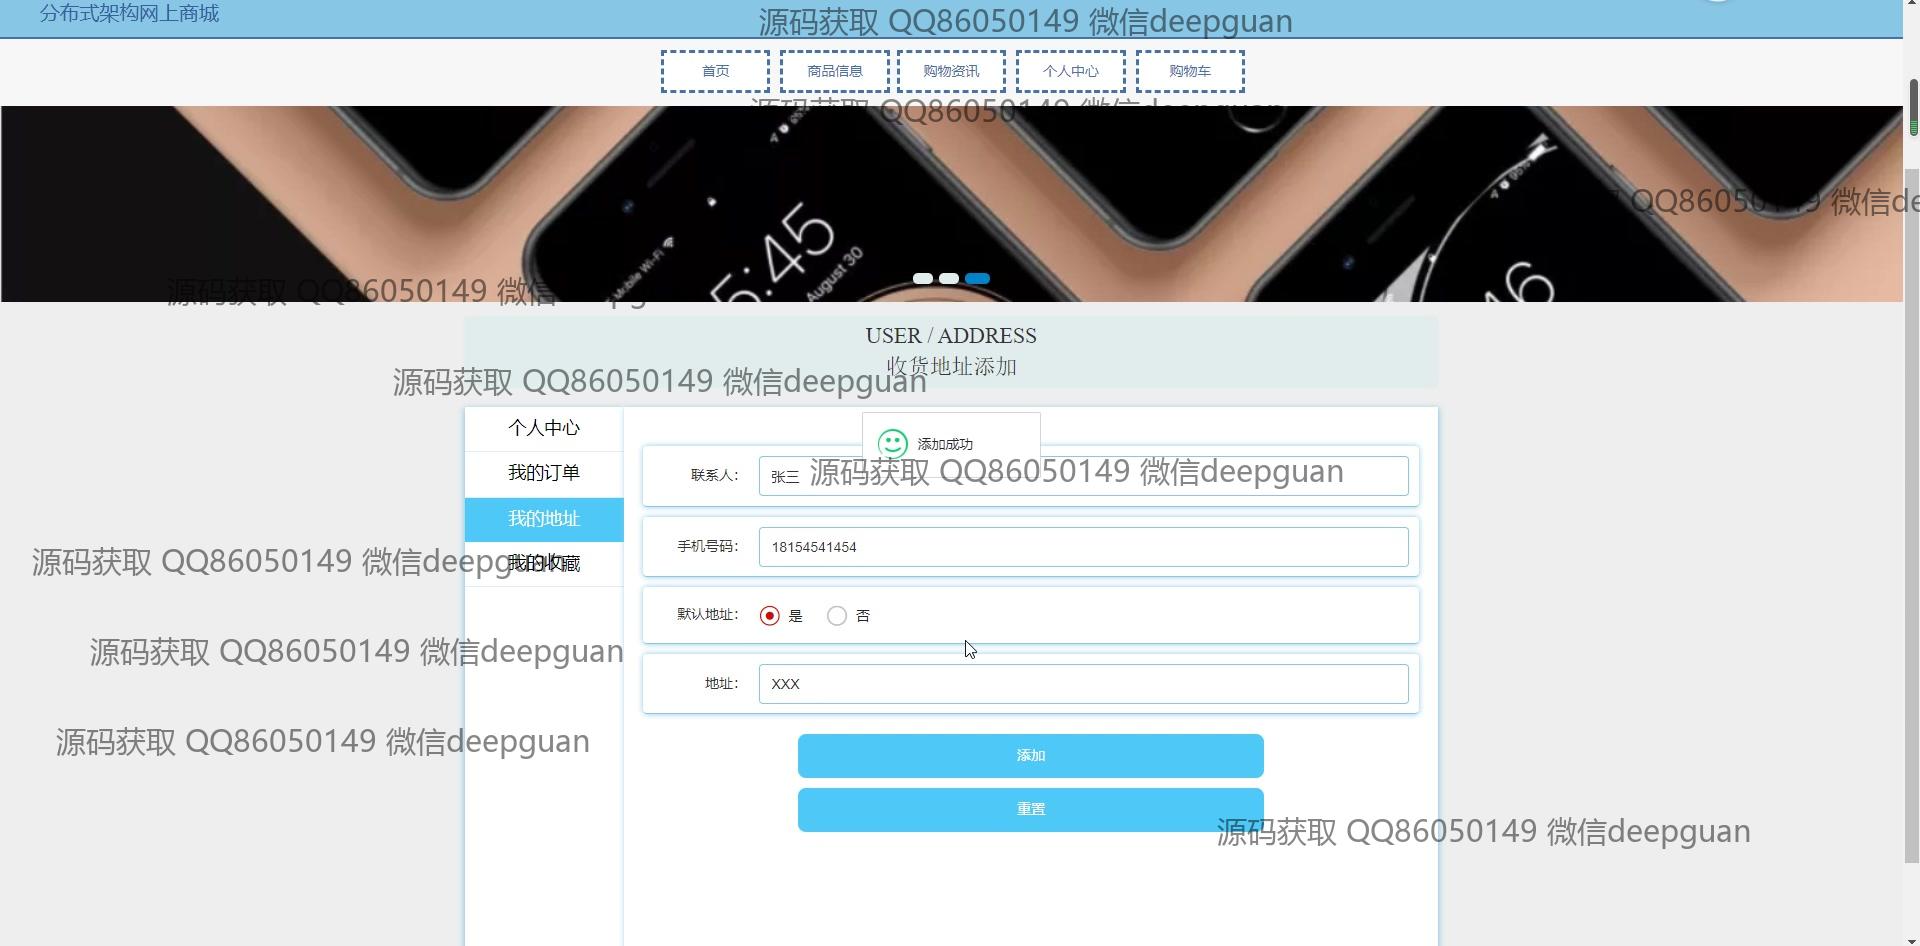 分布式架构网上商城
源码获取 QQ86050149 微信deepguan
首页 商品信息 购物资讯 个人中心 购物车
源码获取 QQ86050149 微信deepguan
QQ86050149 微信de
5:45
August 30
Mobile Wi-Fi
源码获取 QQ86050149 微信
USER / ADDRESS
收货地址添加
源码获取 QQ86050149 微信deepguan
个人中心
我的订单
我的地址
我的收藏
添加成功
联系人: 张三
源码获取 QQ86050149 微信deepguan
手机号码: 18154541454
源码获取 QQ86050149 微信deepguan
默认地址: 是 否
源码获取 QQ86050149 微信deepguan
地址: XXX
源码获取 QQ86050149 微信deepguan
添加
重置
源码获取 QQ86050149 微信deepguan